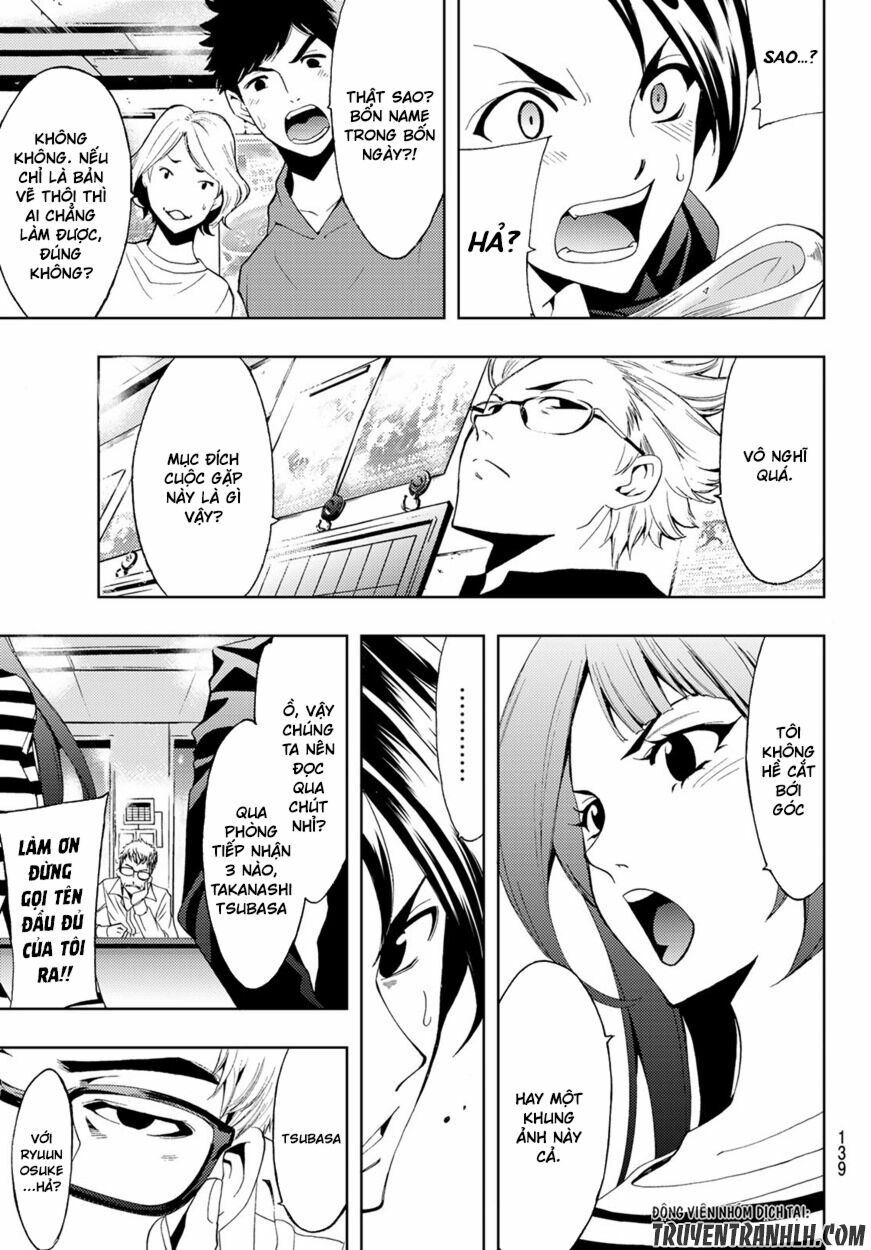 SAO...?
HẢ?
THẬT SAO?
BỐN NAME
TRONG BỐN
NGÀY?!
KHÔNG
KHÔNG. NẾU
CHỈ LÀ BẢN
VẼ THÔI THÌ
AI CHẲNG
LÀM ĐƯỢC,
ĐÚNG
KHÔNG?
VÔ NGHĨ
QUÁ.
MỤC ĐÍCH
CUỘC GẶP
NÀY LÀ GÌ
VẬY?
TÔI
KHÔNG
HỀ CẮT
BỚI
GÓC
HAY MỘT
KHUNG
ẢNH NÀY
CẢ.
.........
Ồ, VẬY
CHÚNG
TA NÊN
ĐỌC
QUA
CHÚT
NHỈ?
QUA
PHÒNG
TIẾP NHẬN
3 NÀO,
TAKANASHI
TSUBASA
LÀM ƠN
ĐỪNG
GỌI TÊN
ĐẦU ĐỦ
CỦA TÔI
RA!!
TSUBASA
VỚI
RYUUN
OSUKE
...HẢ?
139
ĐỘNG VIÊN NHÓM DỊCH TẠI:
TRUYENTRANHLH.COM